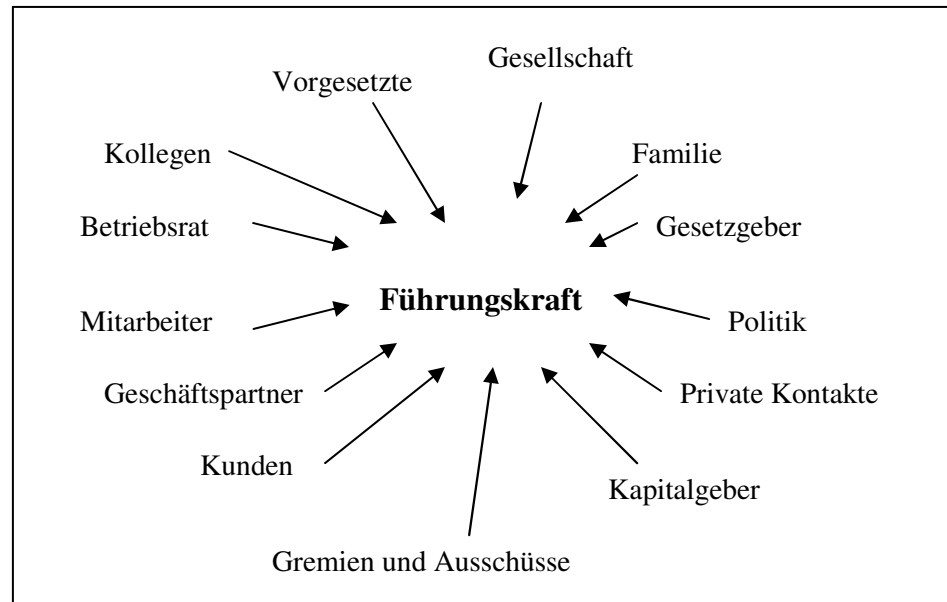 Gesellschaft
Vorgesetzte
Kollegen
Familie
Betriebsrat
Gesetzgeber
Führungskraft
Mitarbeiter
Politik
Geschäftspartner
Private Kontakte
Kunden
Kapitalgeber
Gremien und Ausschüsse